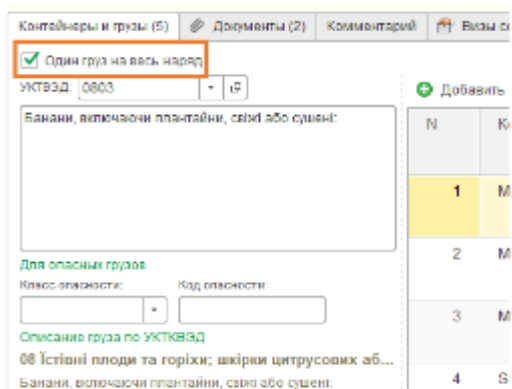 Контейнеры и грузы (5) Документы (2) Комментарий Визы со
Один груз на весь наряд
УКТВЭД: 0803
Добавить
Банани, включаючи плантайни, свіжі або сушені:
N К
1 M
2 M
3 M
4 S
Для опасных грузов
Класс опасности: Код опасности:
Описание груза по УКТКВЭД
08 Їстівні плоди та горіхи; шкірки цитрусових аб...
Банани, включаючи плантайни, свіжі або сушені: